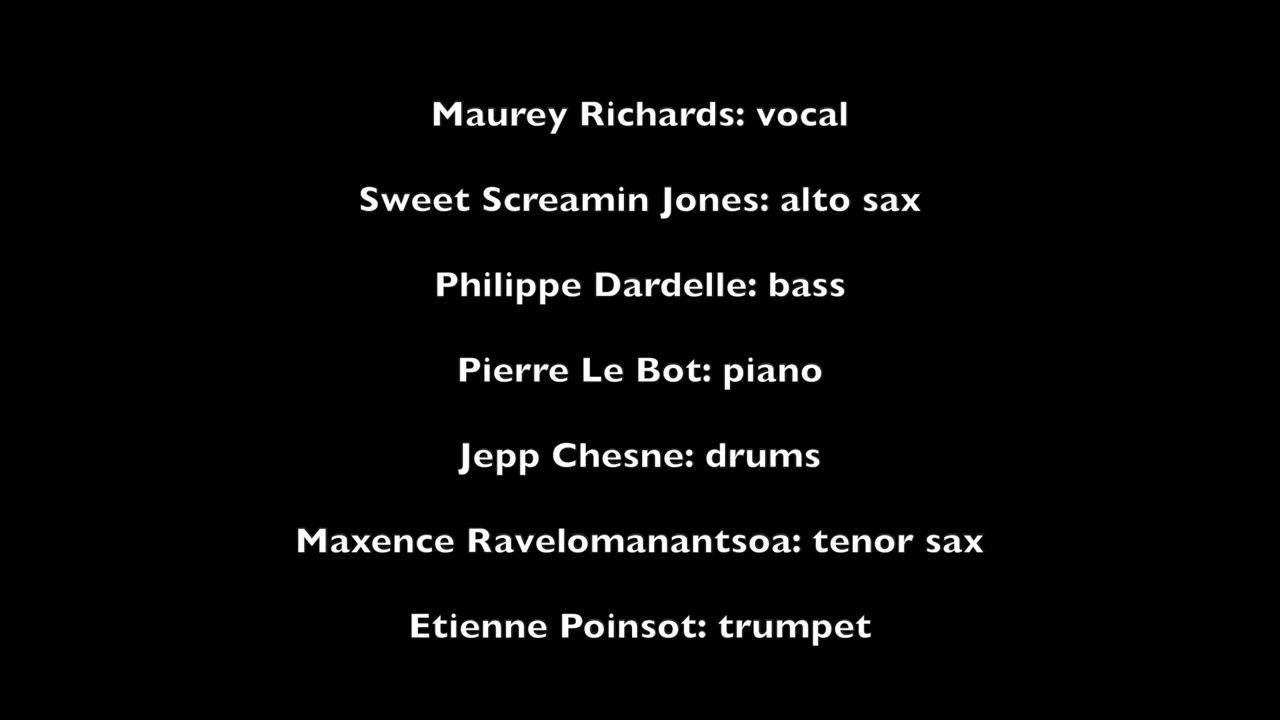 Maurey Richards: vocal
Sweet Screamin Jones: alto sax
Philippe Dardelle: bass
Pierre Le Bot: piano
Jepp Chesne: drums
Maxence Ravelomanantsoa: tenor sax
Etienne Poinsot: trumpet